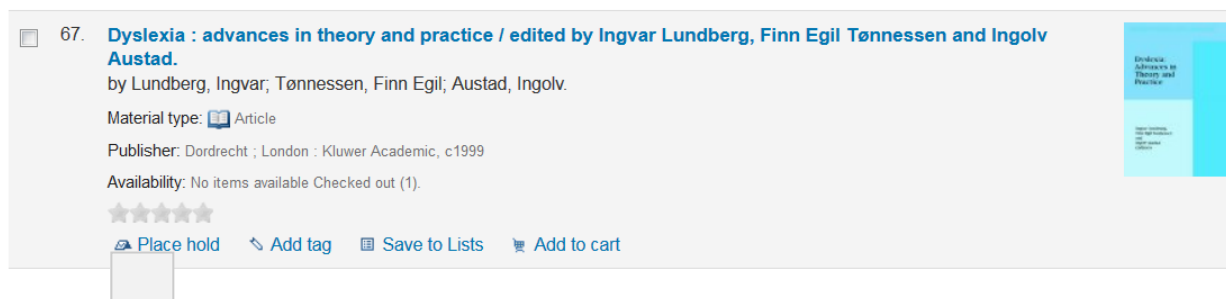 67. Dyslexia : advances in theory and practice / edited by Ingvar Lundberg, Finn Egil Tønnessen and Ingolv
Austad.
by Lundberg, Ingvar; Tønnessen, Finn Egil; Austad, Ingolv.
Material type: Article
Publisher: Dordrecht ; London : Kluwer Academic, c1999
Availability: No items available Checked out (1).
Place hold Add tag Save to Lists Add to cart
Dyslexia:
Advances in
Theory and
Practice